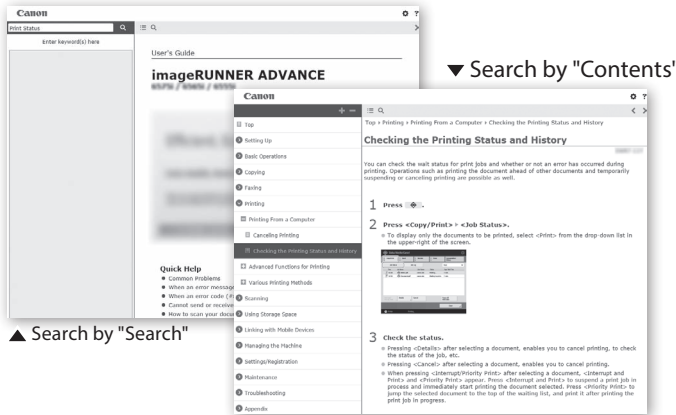 Canon
?
Print Status
Enter keyword(s) here
User's Guide
imageRUNNER ADVANCE
Quick Help
Common Problems
When an error messag
When an error code (
Cannot send or receive
How to scan your docu
▲ Search by "Search"
▼ Search by "Contents"
Canon
?
Top
Setting Up
Basic Operations
Copying
Faxing
Printing
Printing From a Computer
Canceling Printing
Checking the Printing Status and History
Advanced Functions for Printing
Various Printing Methods
Scanning
Using Storage Space
Linking with Mobile Devices
Managing the Machine
Settings/Registration
Maintenance
Troubleshooting
Appendix
Top › Printing › Printing From a Computer › Checking the Printing Status and History
Checking the Printing Status and History
You can check the wait status for print jobs and whether or not an error has occurred during
printing. Operations such as printing the document ahead of other documents and temporarily
suspending or canceling printing are possible as well.
1 Press .
2 Press <Copy/Print> ▸ <Job Status>.
To display only the documents to be printed, select <Print> from the drop-down list in
the upper-right of the screen.
3 Check the status.
Pressing <Details> after selecting a document, enables you to cancel printing, to check
the status of the job, etc.
Pressing <Cancel> after selecting a document, enables you to cancel printing.
When pressing <Interrupt/Priority Print> after selecting a document, <Interrupt and
Print> and <Priority Print> appear. Press <Interrupt and Print> to suspend a print job in
process and immediately start printing the document selected. Press <Priority Print> to
jump the selected document to the top of the waiting list, and print it after printing the
print job in progress.